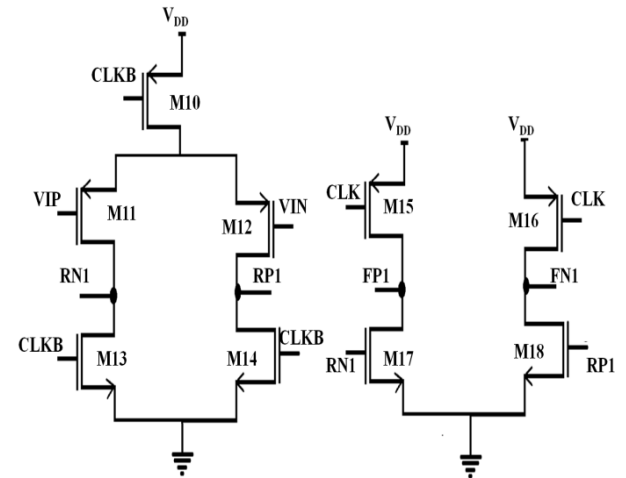 VDD
CLKB
M10
VDD
VDD
VIP
M11
VIN
M12
CLK
M15
CLK
M16
RN1
RP1
FP1
FN1
CLKB
M13
CLKB
M14
RN1
M17
M18
RP1